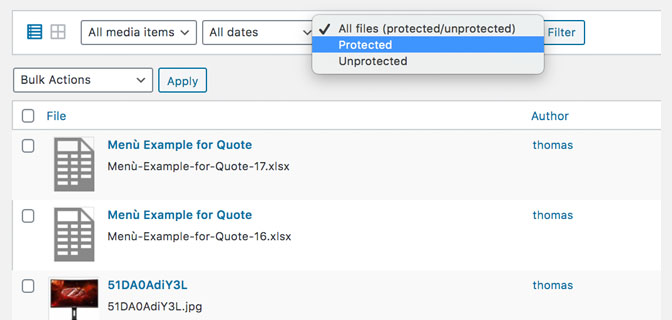 All media items
All dates
✓ All files (protected/unprotected)
Protected
Unprotected
Filter
Bulk Actions
Apply
File
Author
Menù Example for Quote
thomas
Menù-Example-for-Quote-17.xlsx
Menù Example for Quote
thomas
Menù-Example-for-Quote-16.xlsx
51DA0AdiY3L
thomas
51DA0AdiY3L.jpg